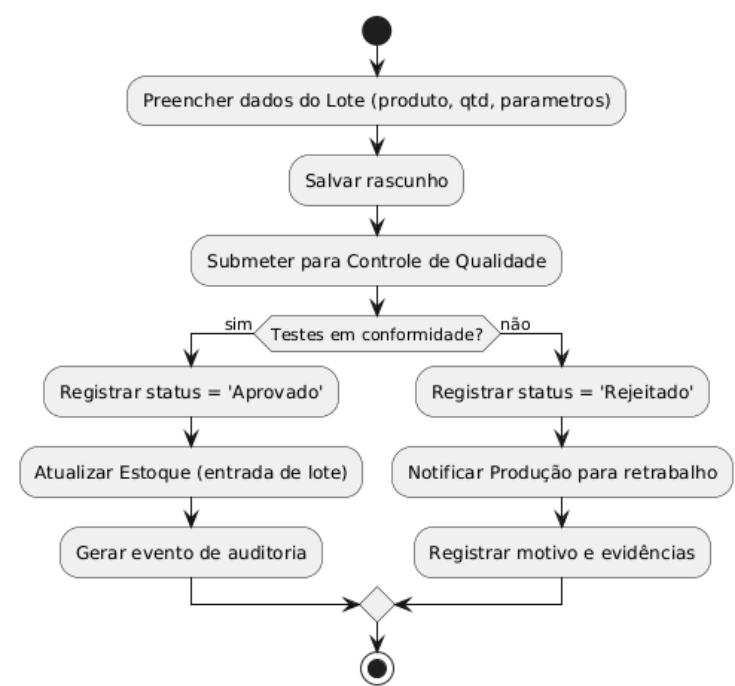 Preencher dados do Lote (produto, qtd, parametros)
Salvar rascunho
Submeter para Controle de Qualidade
sim
Testes em conformidade?
não
Registrar status = 'Aprovado'
Registrar status = 'Rejeitado'
Atualizar Estoque (entrada de lote)
Notificar Produção para retrabalho
Gerar evento de auditoria
Registrar motivo e evidências